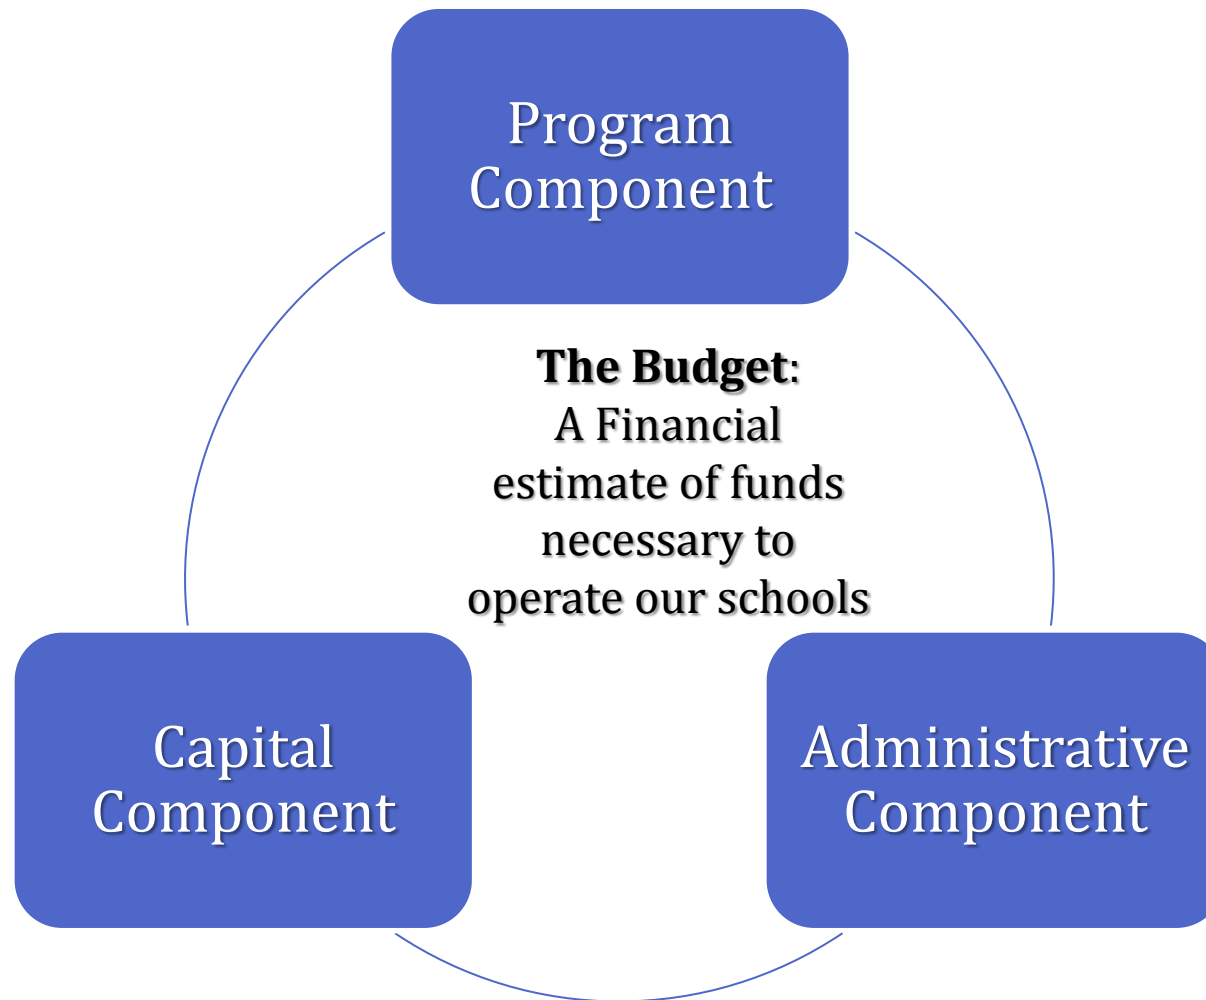 Program
Component
The Budget:
A Financial
estimate of funds
necessary to
operate our schools
Capital
Component
Administrative
Component